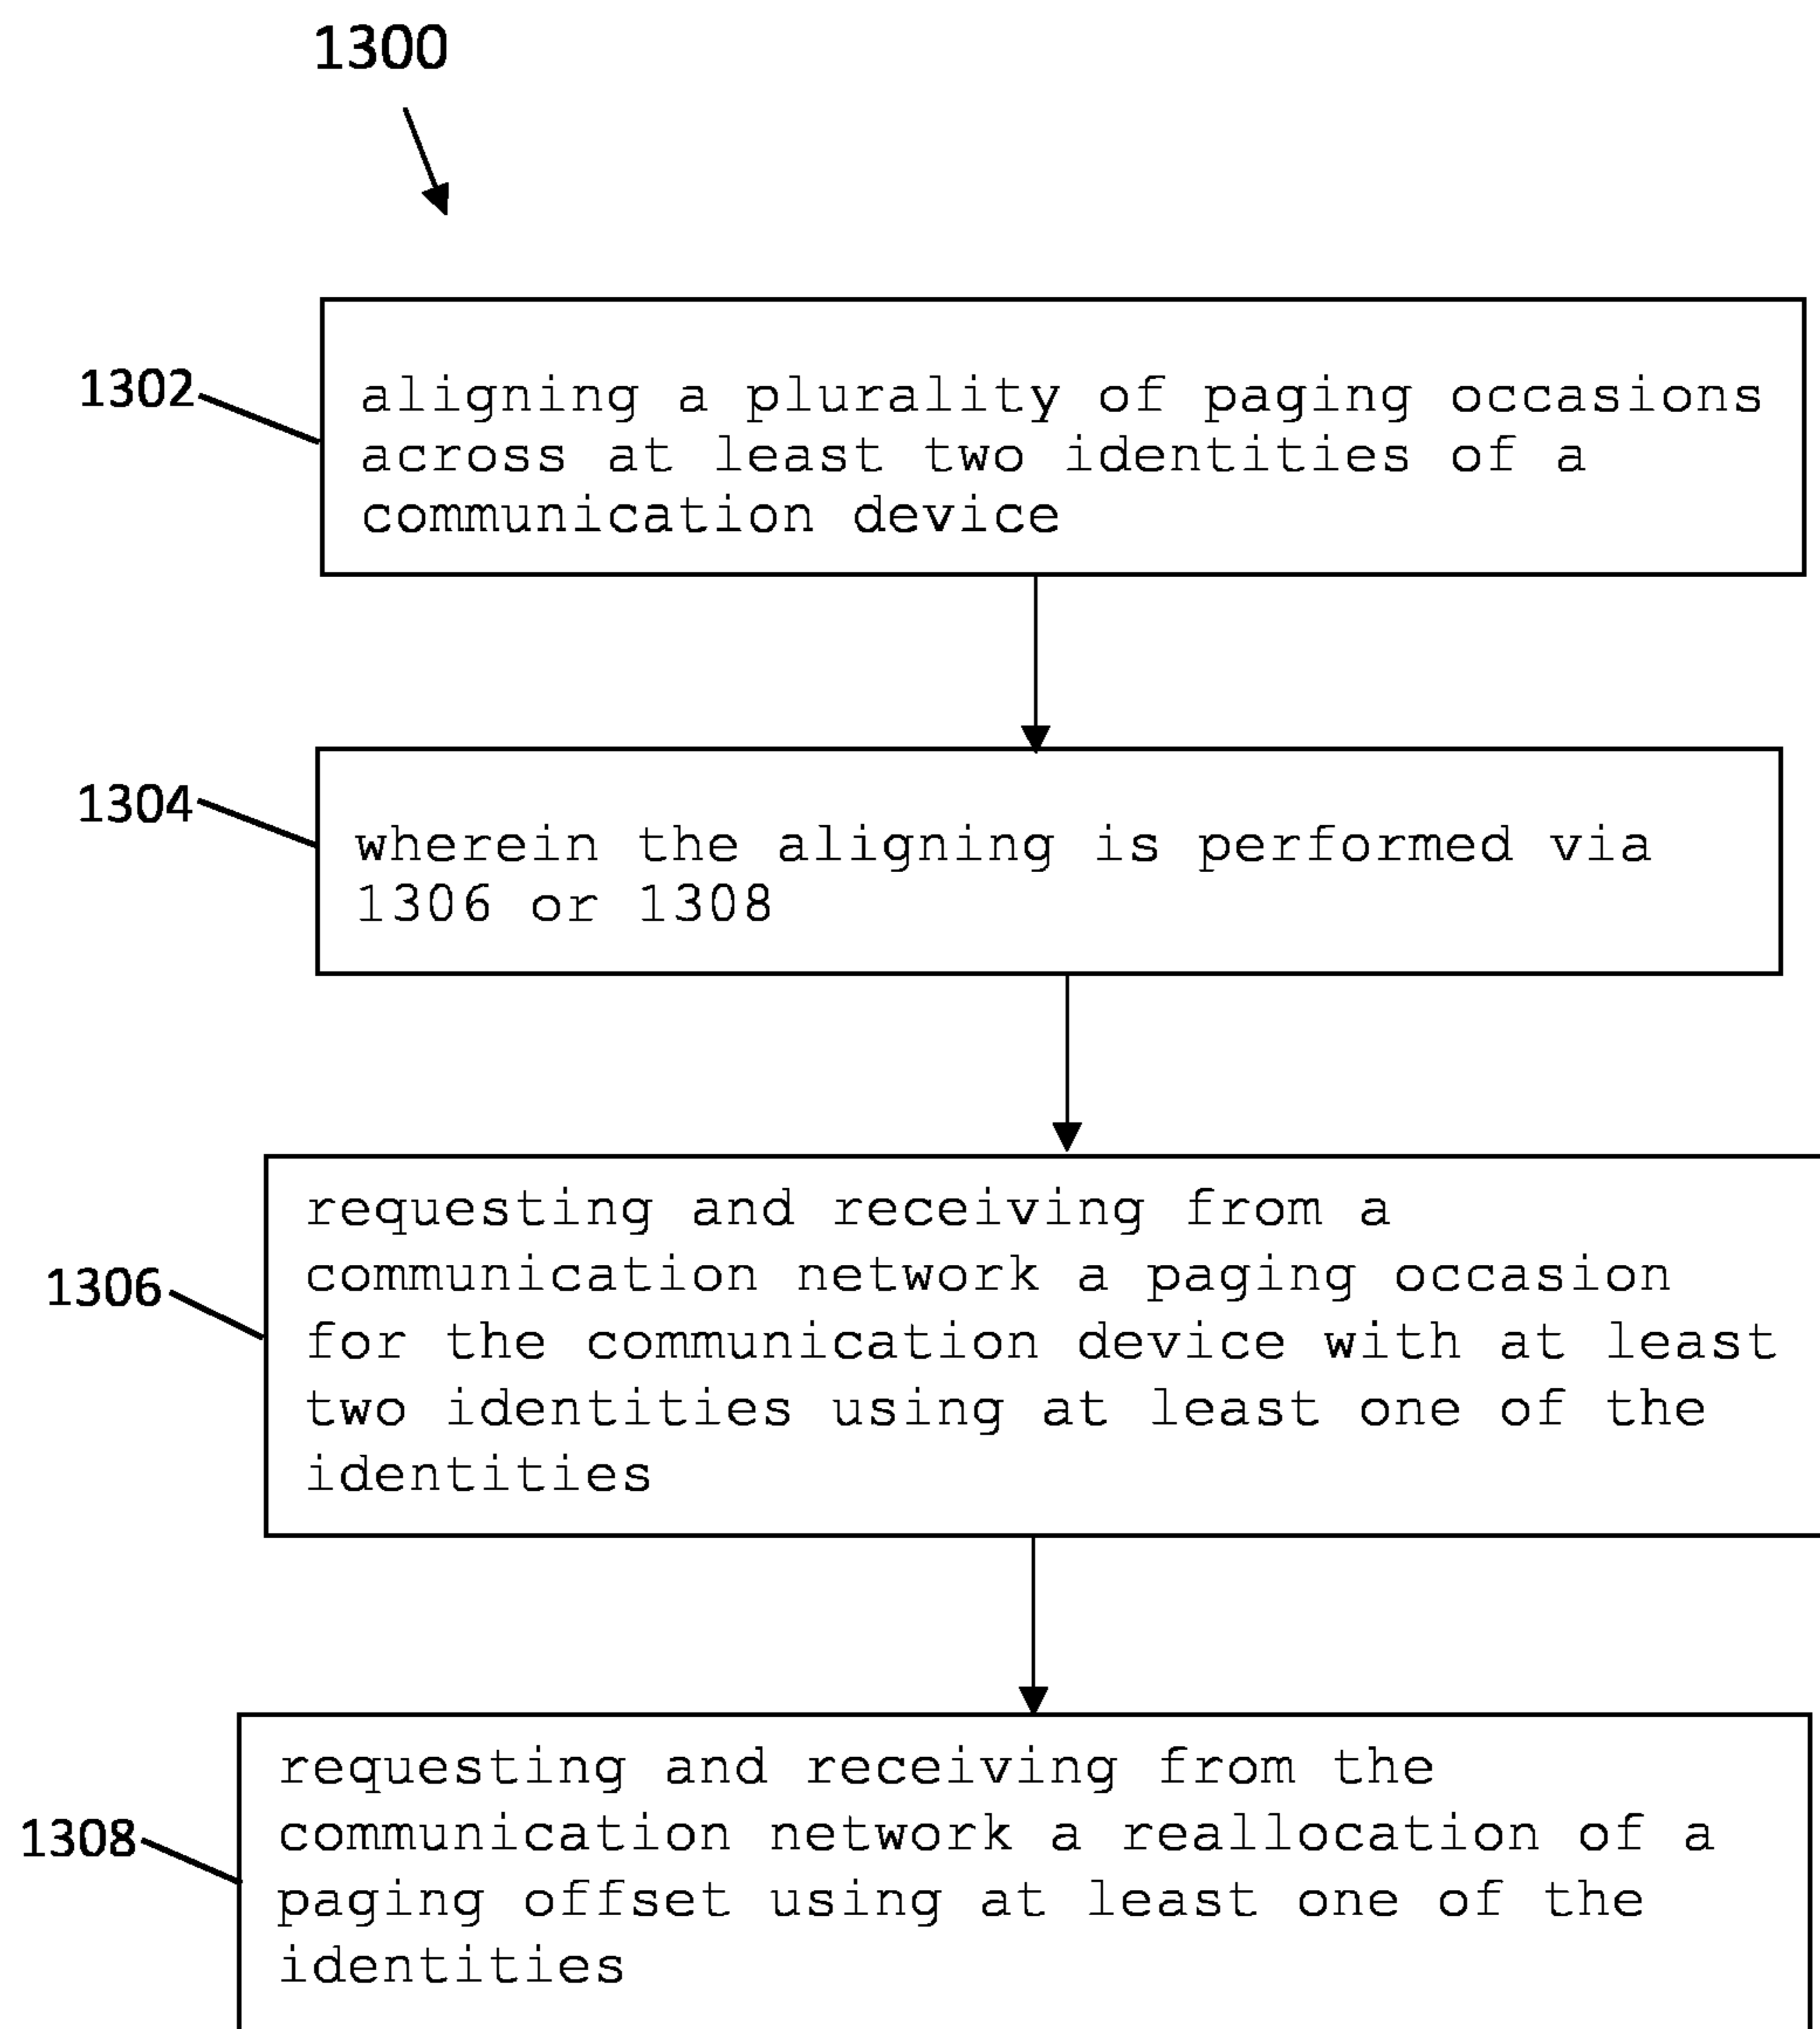 1300
1302
aligning a plurality of paging occasions
across at least two identities of a
communication device
1304
wherein the aligning is performed via
1306 or 1308
1306
requesting and receiving from a
communication network a paging occasion
for the communication device with at least
two identities using at least one of the
identities
1308
requesting and receiving from the
communication network a reallocation of a
paging offset using at least one of the
identities